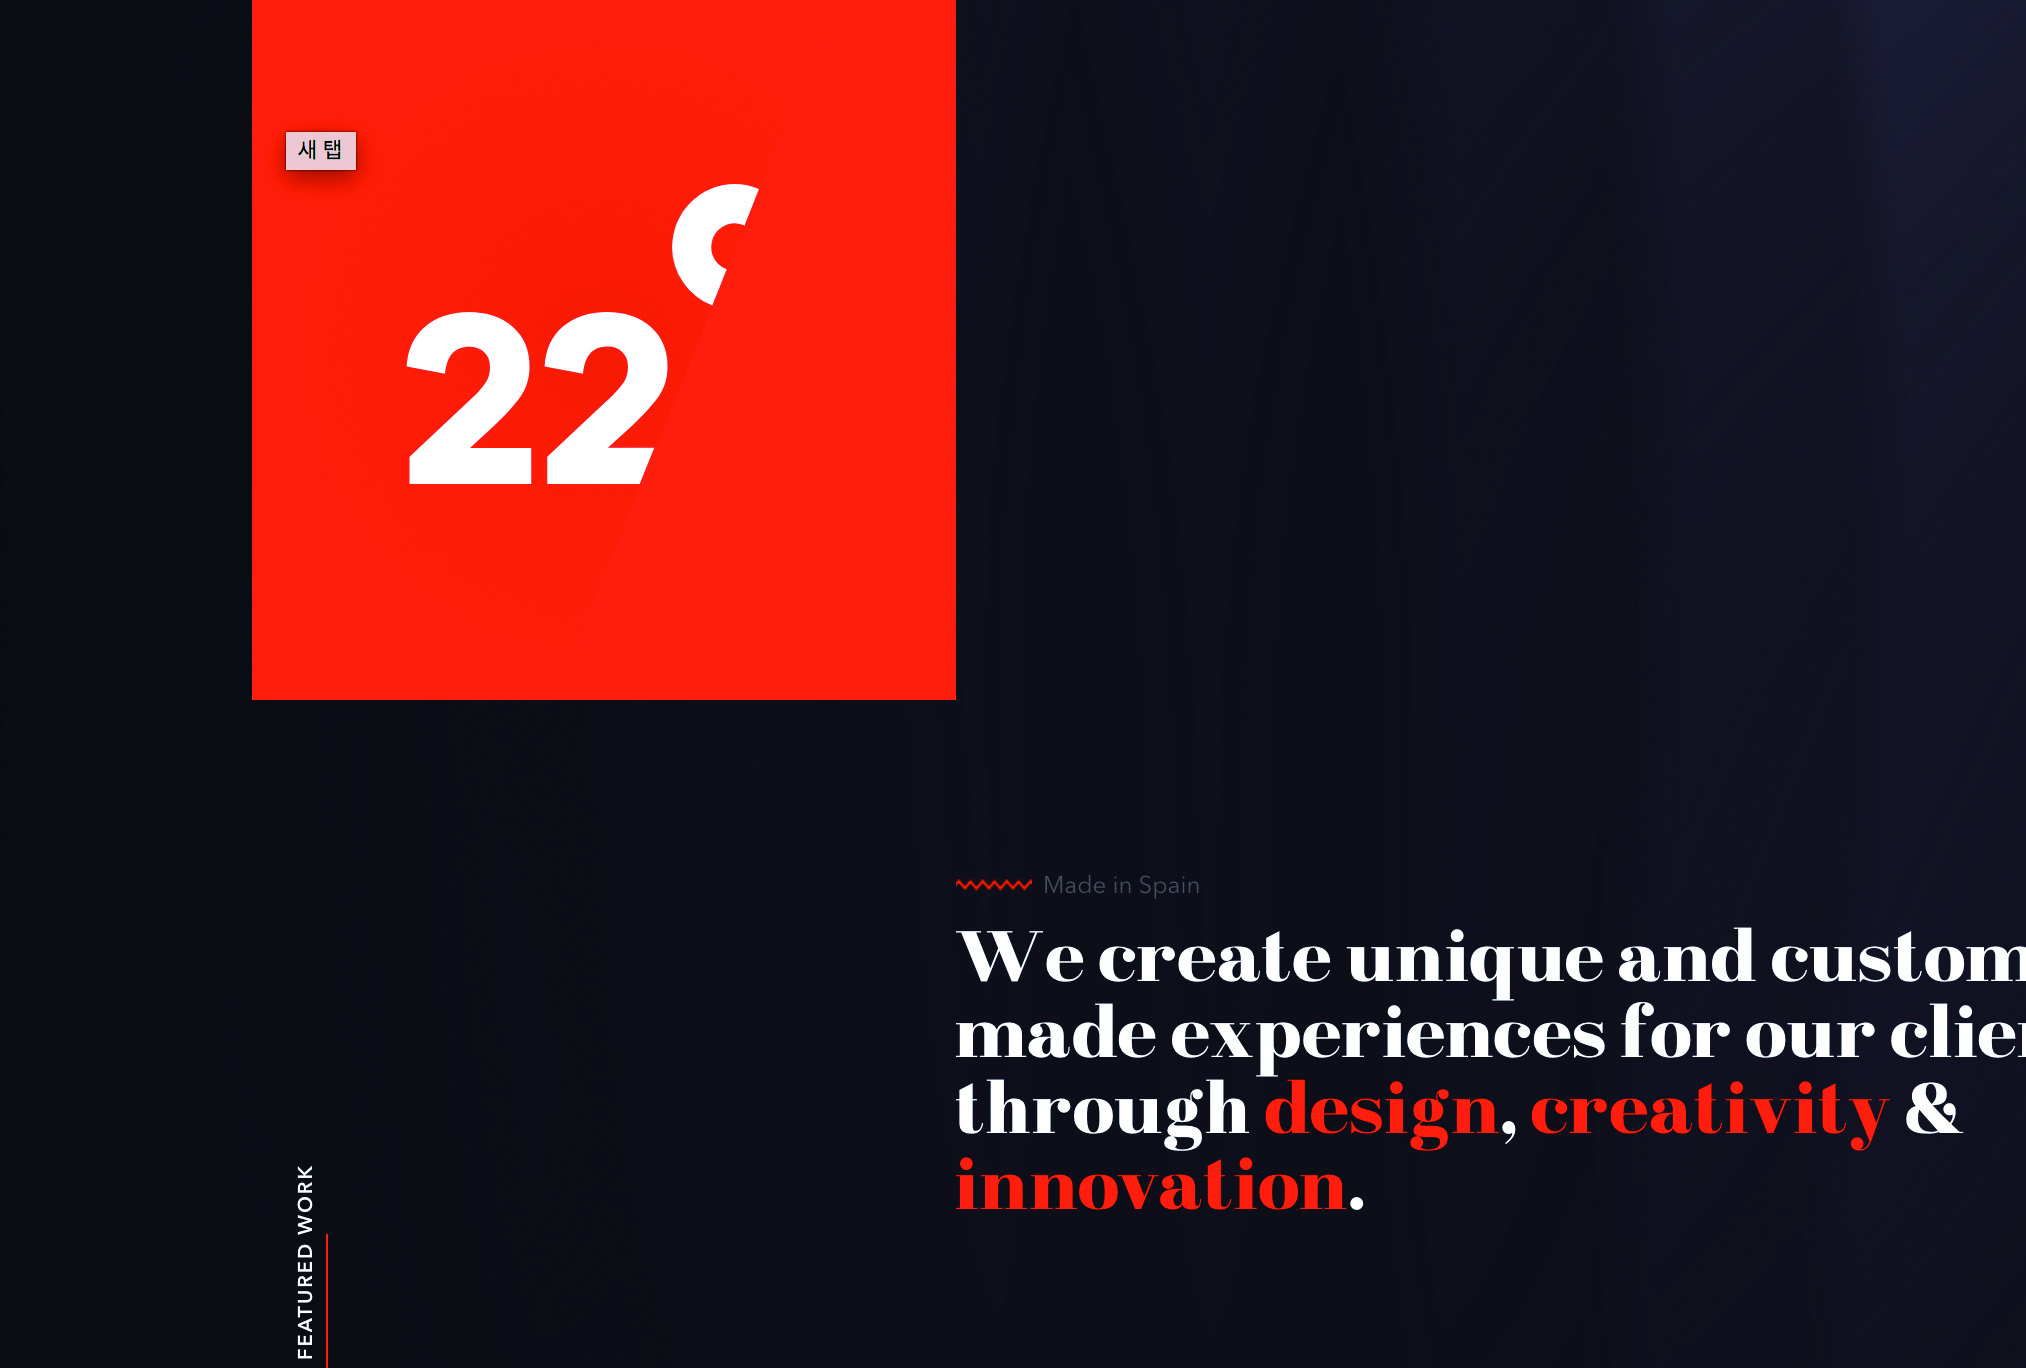 새 탭
22°
Made in Spain
We create unique and custom
made experiences for our
through design, creativity &
innovation.
FEATURED WORK